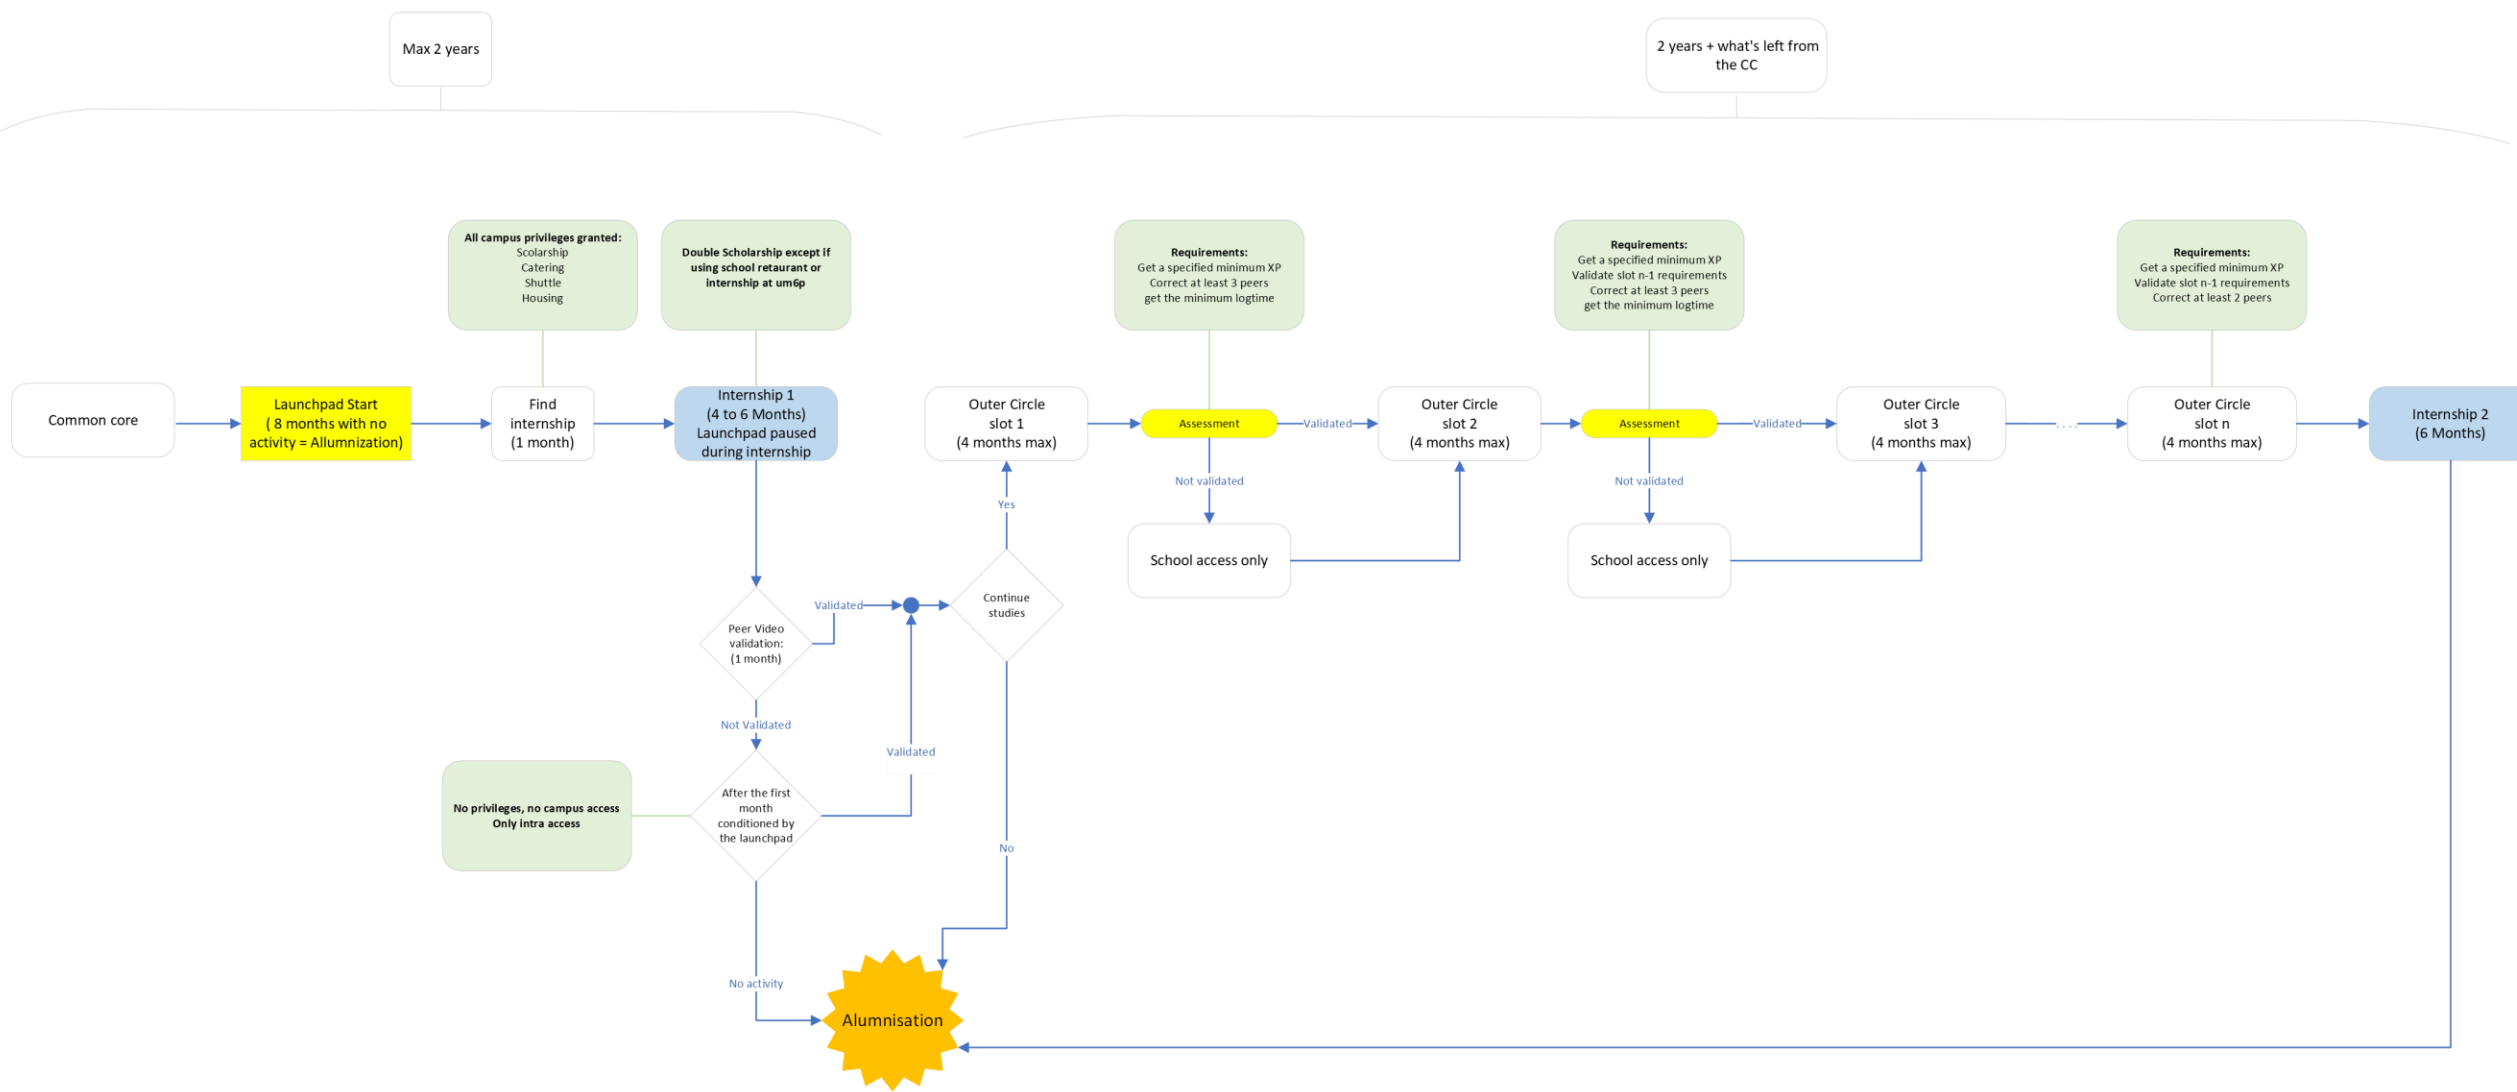 Max 2 years
2 years + what's left from
the CC
All campus privileges granted:
Scolarship
Catering
Shuttle
Housing
Double Scholarship except if
using school retaurant or
internship at um6p
Requirements:
Get a specified minimum XP
Correct at least 3 peers
get the minimum logtime
Requirements:
Get a specified minimum XP
Validate slot n-1 requirements
Correct at least 3 peers
get the minimum logtime
Requirements:
Get a specified minimum XP
Validate slot n-1 requirements
Correct at least 2 peers
Common core
Launchpad Start
( 8 months with no
activity = Allumnization)
Find
internship
(1 month)
Internship 1
(4 to 6 Months)
Launchpad paused
during internship
Outer Circle
slot 1
(4 months max)
Assessment
Validated
Outer Circle
slot 2
(4 months max)
Assessment
Validated
Outer Circle
slot 3
(4 months max)
. . . .
Outer Circle
slot n
(4 months max)
Internship 2
(6 Months)
Not validated
Not validated
Yes
School access only
School access only
Validated
Continue
studies
Peer Video
validation:
(1 month)
Not Validated
Validated
No privileges, no campus access
Only intra access
After the first
month
conditioned by
the launchpad
No
No activity
Alumnisation